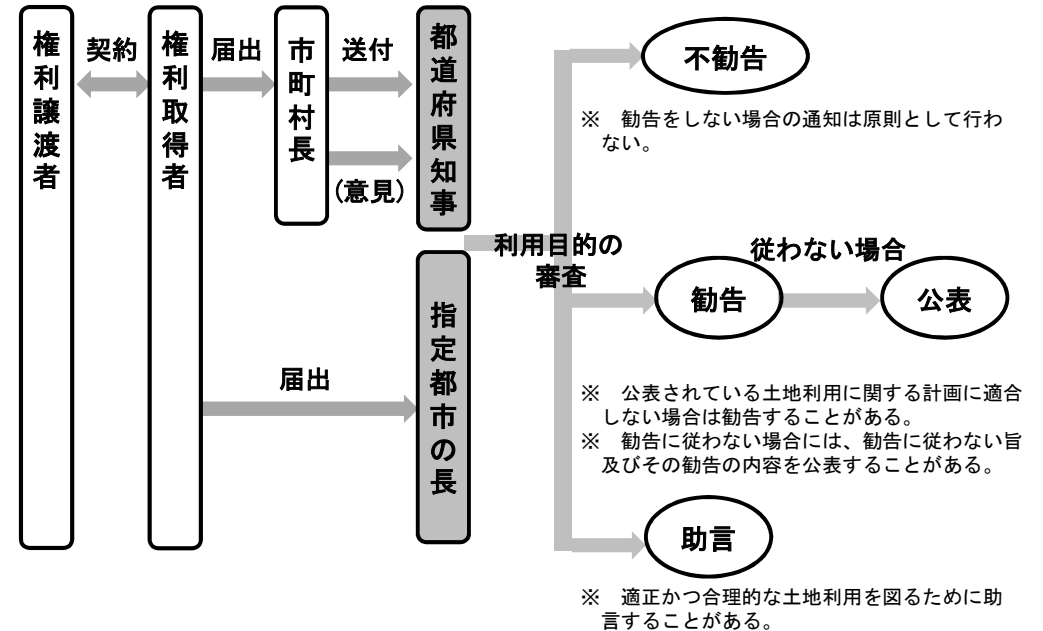 権利譲渡者
契約
権利取得者
届出
市町村長
送付
(意見)
都道府県知事
届出
指定都市の長
利用目的の
審査
不勧告
※　勧告をしない場合の通知は原則として行わ
ない。
勧告
従わない場合
公表
※　公表されている土地利用に関する計画に適合
しない場合は勧告することがある。
※　勧告に従わない場合には、勧告に従わない旨
及びその勧告の内容を公表することがある。
助言
※　適正かつ合理的な土地利用を図るために助
言することがある。